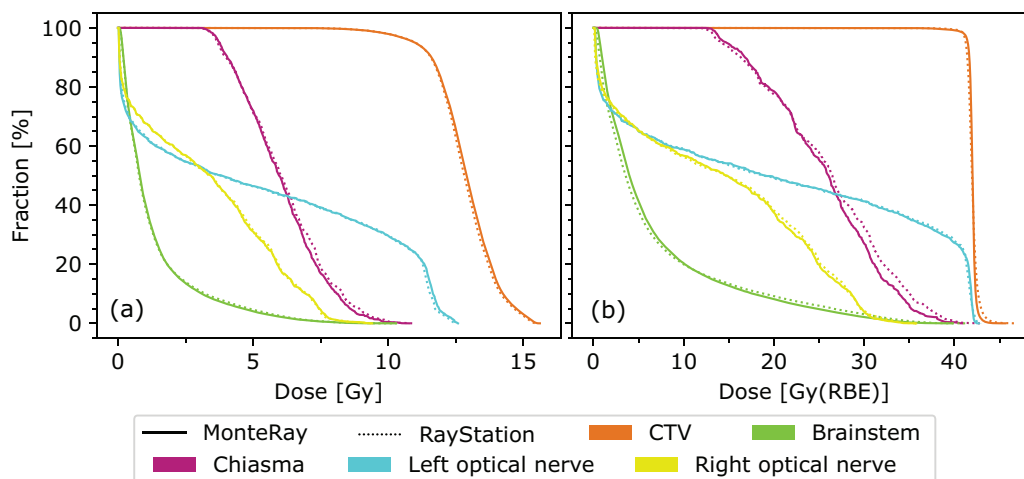 Fraction [%]
100
80
60
40
20
0
(a)
(b)
0 5 10 15
0 10 20 30 40
Dose [Gy]
Dose [Gy(RBE)]
MonteRay RayStation CTV Brainstem
Chiasma Left optical nerve Right optical nerve